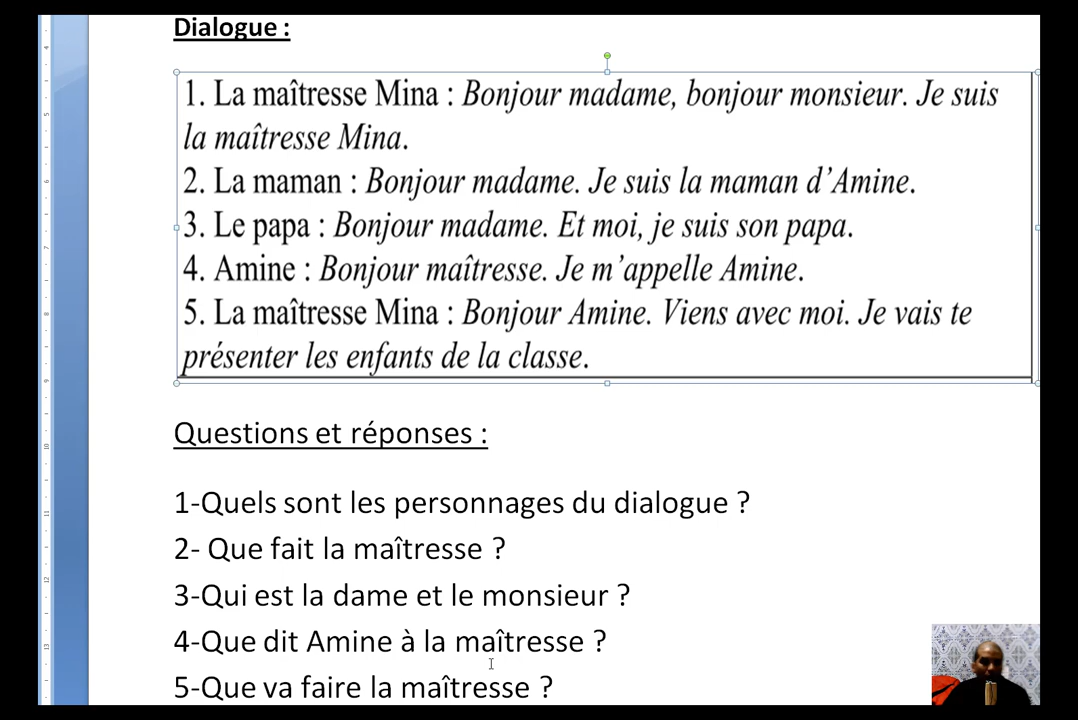 Dialogue :
1. La maîtresse Mina : Bonjour madame, bonjour monsieur. Je suis
la maîtresse Mina.
2. La maman : Bonjour madame. Je suis la maman d'Amine.
3. Le papa : Bonjour madame. Et moi, je suis son papa.
4. Amine : Bonjour maîtresse. Je m'appelle Amine.
5. La maîtresse Mina : Bonjour Amine. Viens avec moi. Je vais te
présenter les enfants de la classe.
Questions et réponses :
1-Quels sont les personnages du dialogue ?
2- Que fait la maîtresse ?
3-Qui est la dame et le monsieur ?
4-Que dit Amine à la maîtresse ?
5-Que va faire la maîtresse ?